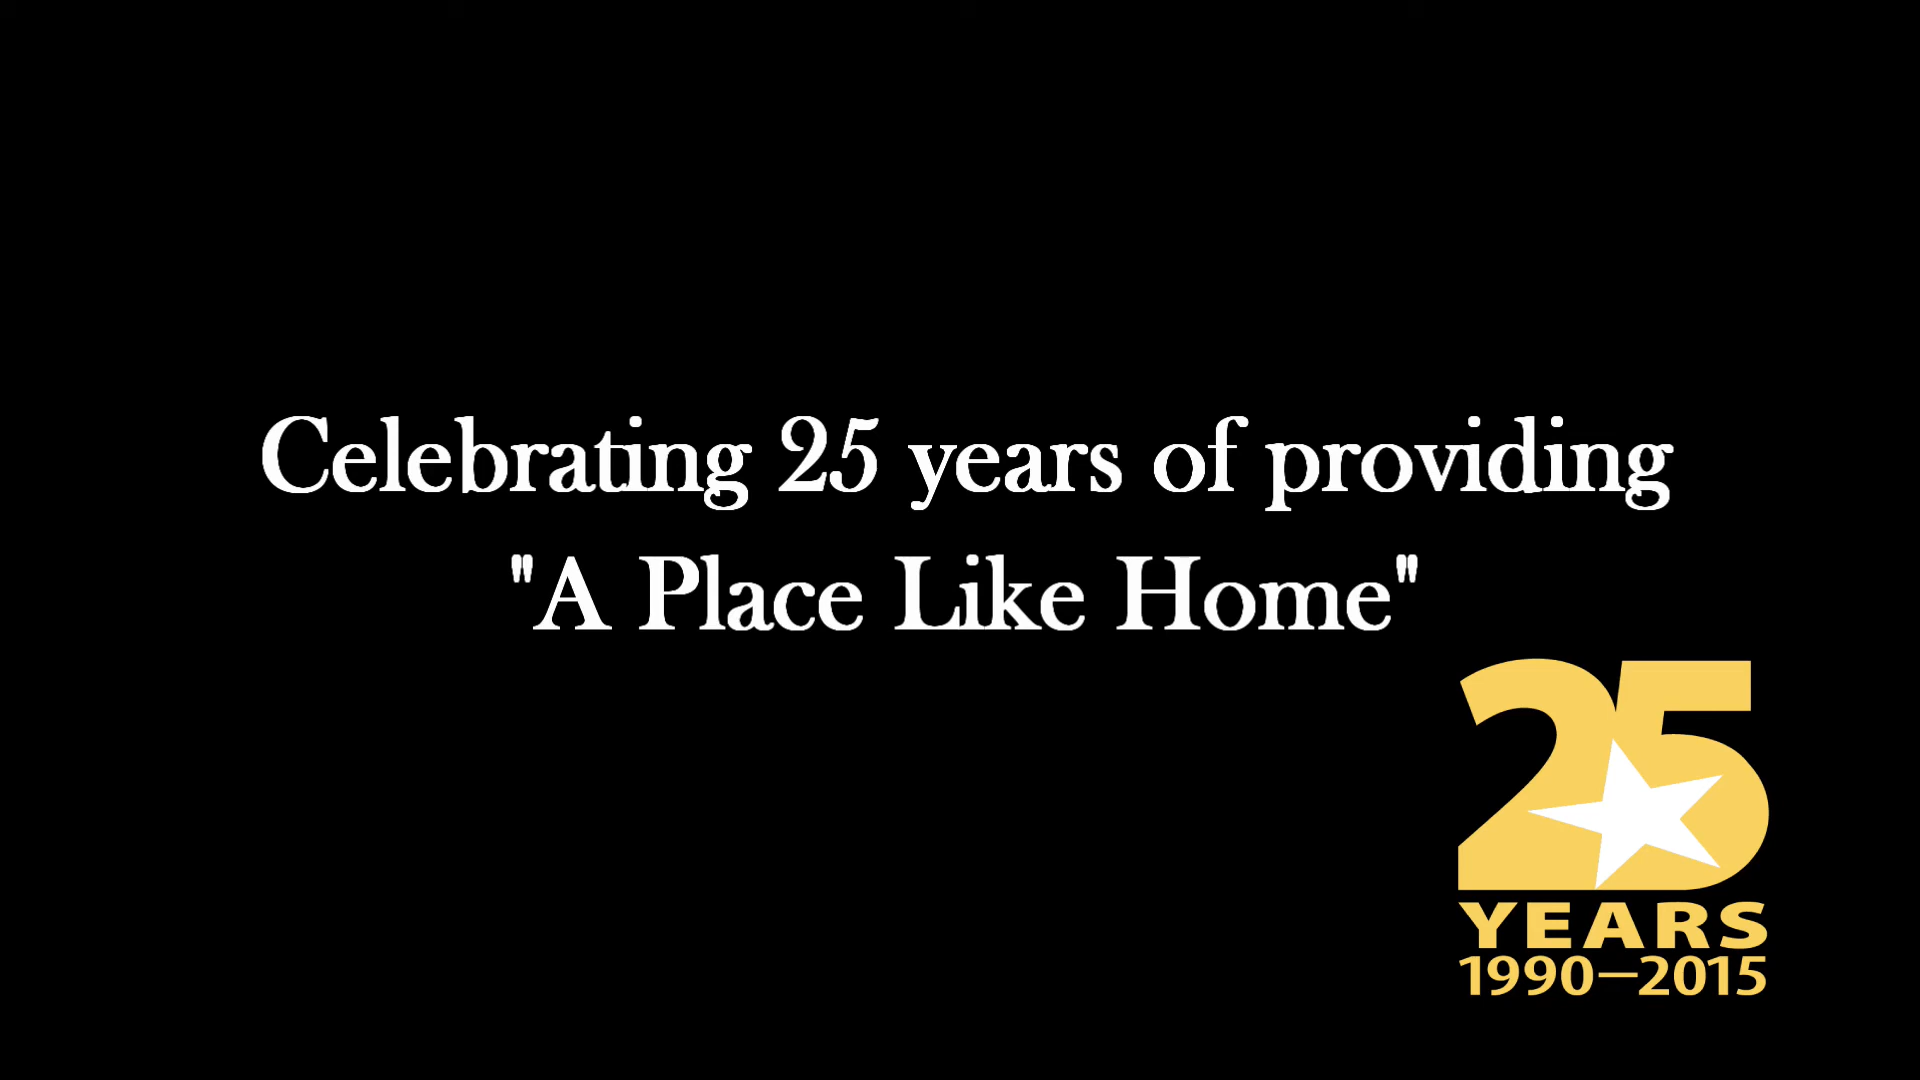 Celebrating 25 years of providing
"A Place Like Home"
25
YEARS
1990–2015